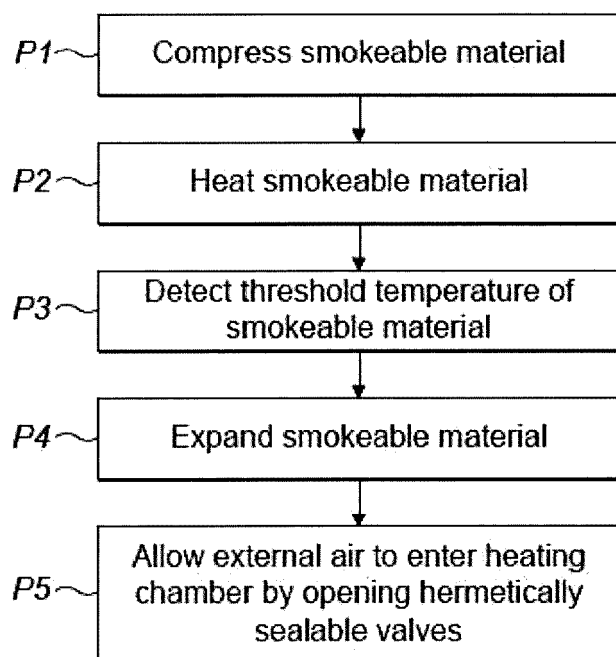 P1
Compress smokeable material
P2
Heat smokeable material
P3
Detect threshold temperature of
smokeable material
P4
Expand smokeable material
P5
Allow external air to enter heating
chamber by opening hermetically
sealable valves